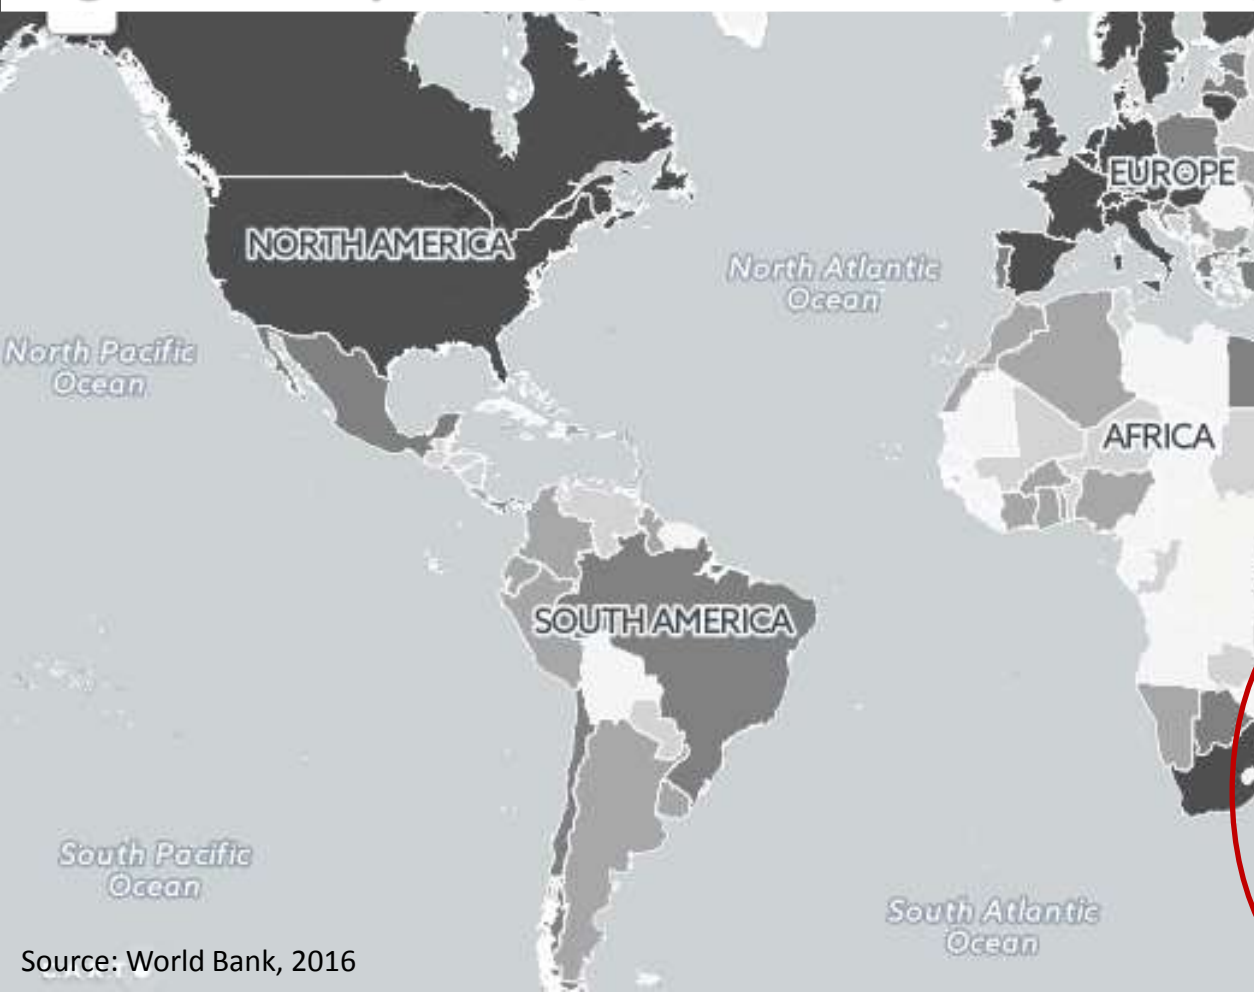 EUROPE
NORTH AMERICA
North Atlantic
Ocean
North Pacific
Ocean
AFRICA
SOUTH AMERICA
South Pacific
Ocean
South Atlantic
Ocean
Source: World Bank, 2016